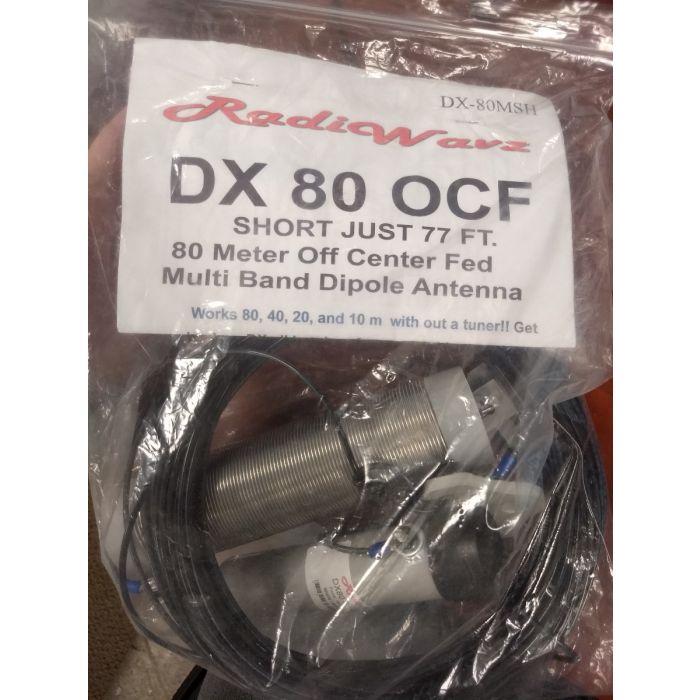 DX-80MSH
RadioWavz
DX 80 OCF
SHORT JUST 77 FT.
80 Meter Off Center Fed
Multi Band Dipole Antenna
Works 80, 40, 20, and 10 m with out a tuner!! Get
DX80